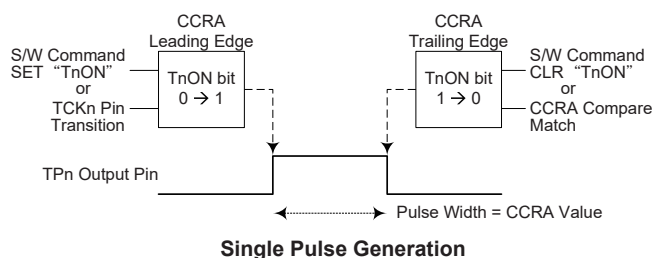 CCRA
Leading Edge
S/W Command
SET “TnON”
or
TCKn Pin
Transition
TnON bit
0 → 1
CCRA
Trailing Edge
TnON bit
1 → 0
S/W Command
CLR “TnON”
or
CCRA Compare
Match
TPn Output Pin
Pulse Width = CCRA Value
Single Pulse Generation